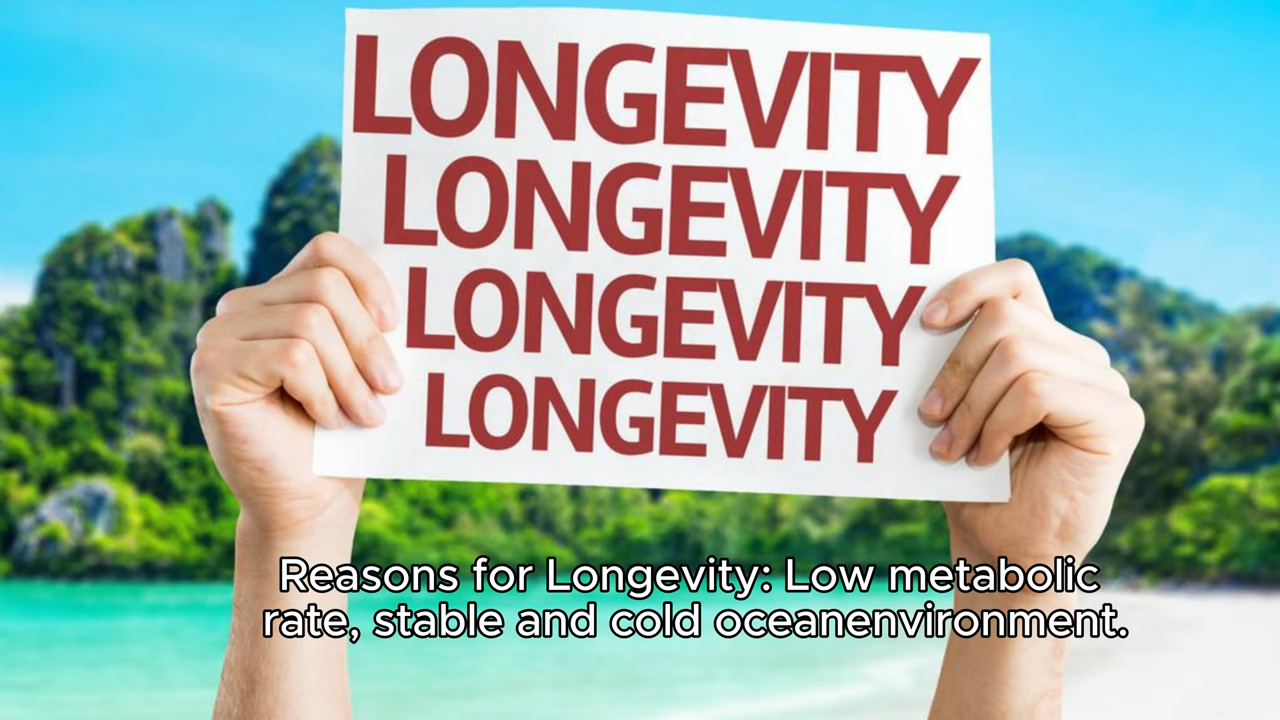 LONGEVITY
LONGEVITY
LONGEVITY
LONGEVITY
Reasons for Longevity: Low metabolic
rate, stable and cold oceanenvironment.